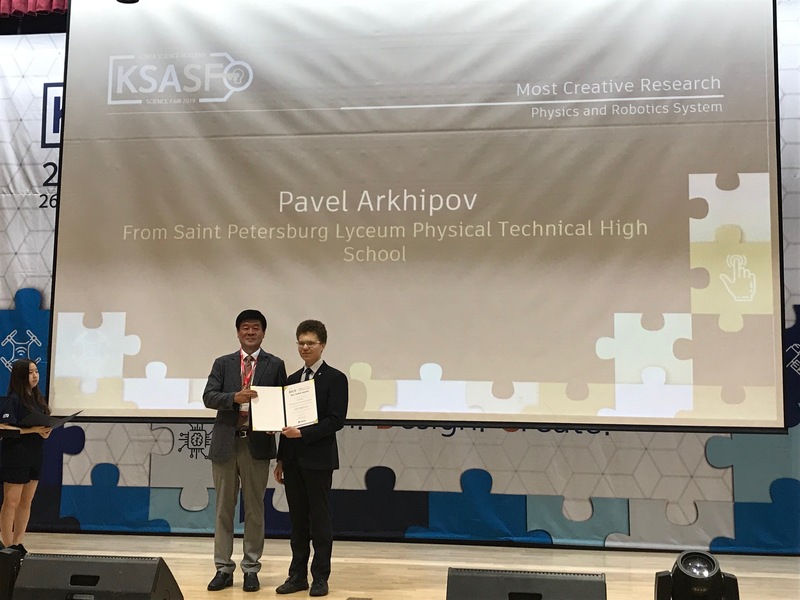 KSASF
SCIENCE FAIR 2019
Most Creative Research
Physics and Robotics System
Pavel Arkhipov
From Saint Petersburg Lyceum Physical Technical High
School
26